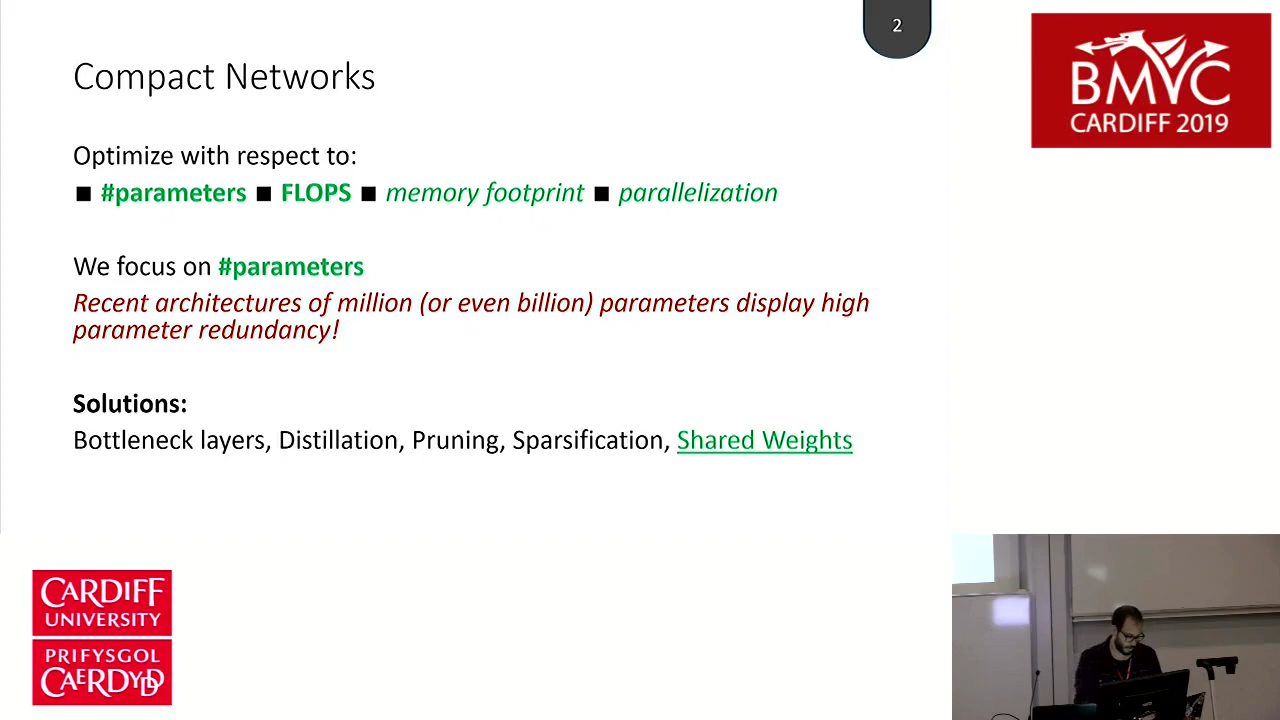 2
Compact Networks
Optimize with respect to:
■ #parameters ■ FLOPS ■ memory footprint ■ parallelization
We focus on #parameters
Recent architectures of million (or even billion) parameters display high
parameter redundancy!
Solutions:
Bottleneck layers, Distillation, Pruning, Sparsification, Shared Weights
BMVC
CARDIFF 2019
CARDIFF
UNIVERSITY
PRIFYSGOL
CAERDYDD